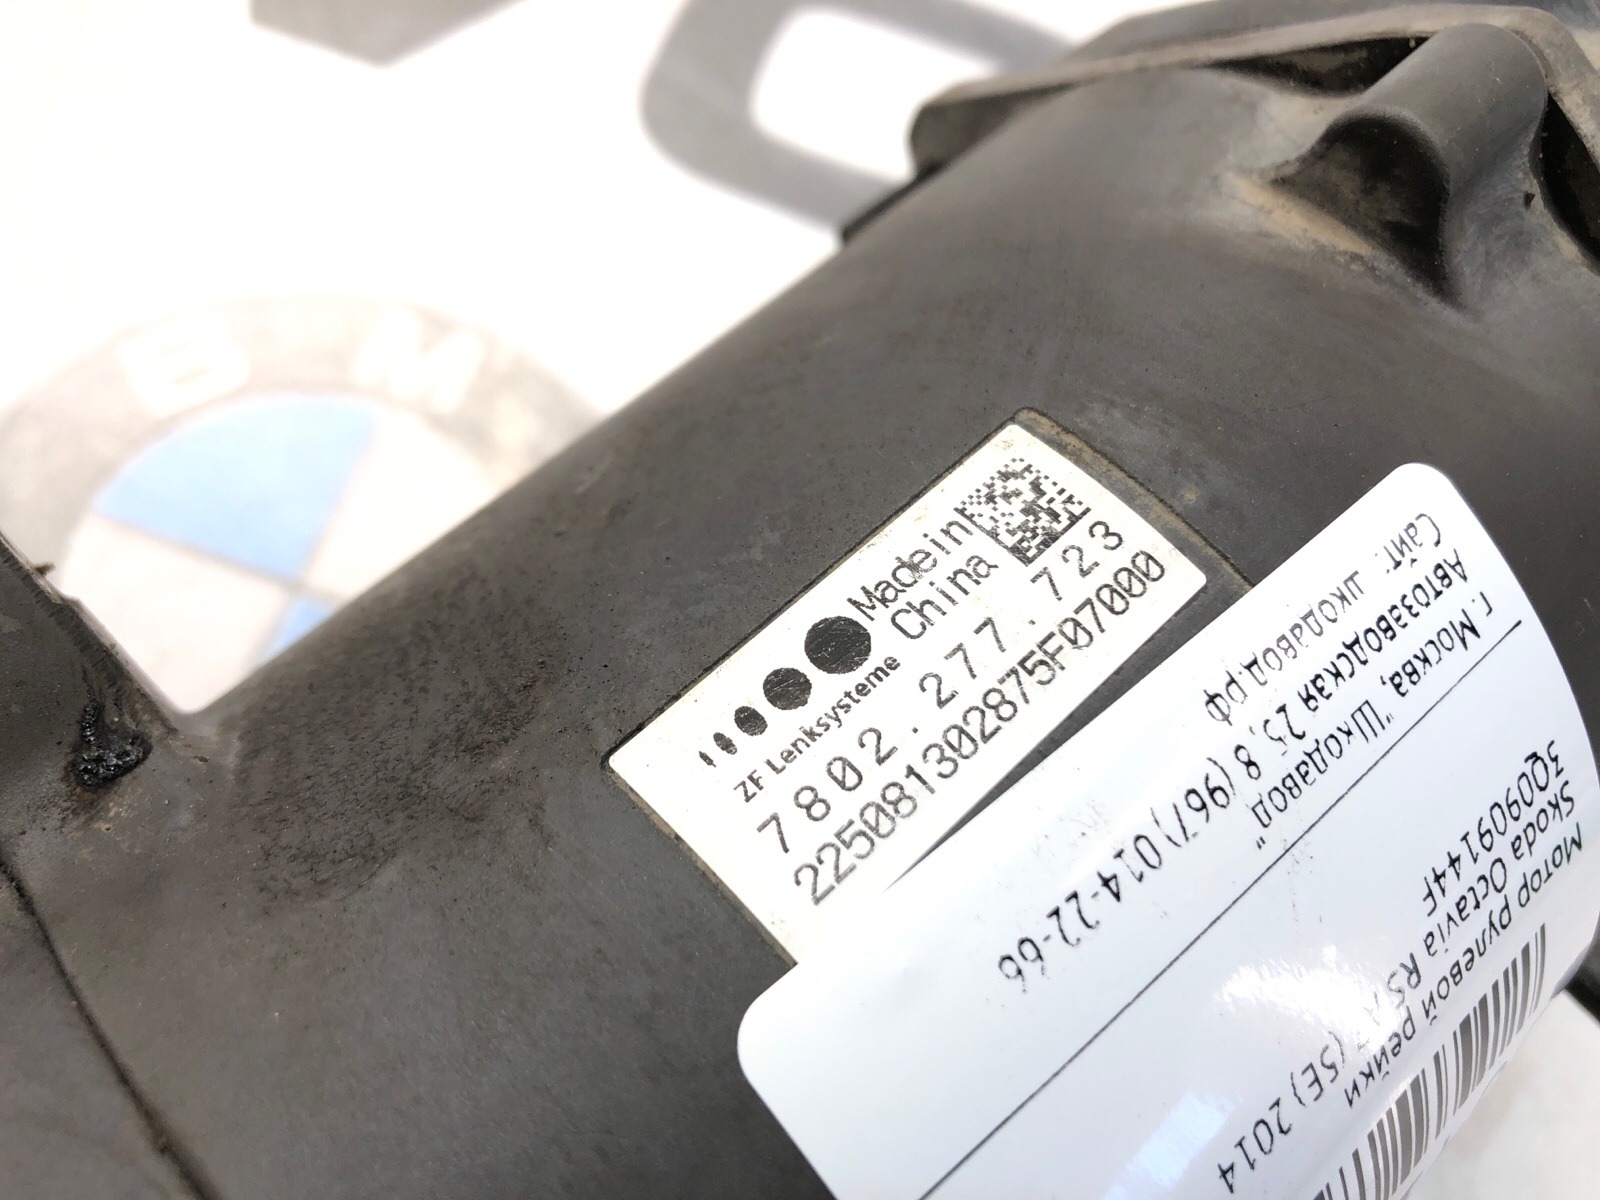 B M
Made in
China
ZF Lenksysteme
7802.277.723
2250813028 75F07000
Мотор рулевой рейки
Skoda Octavia RS A7 (5E) 2014
3Q0909144F
г. Москва, "Шкодавод"
Автозаводская 25, 8 (967) 014-22-66
Сайт: шкодавод.рф